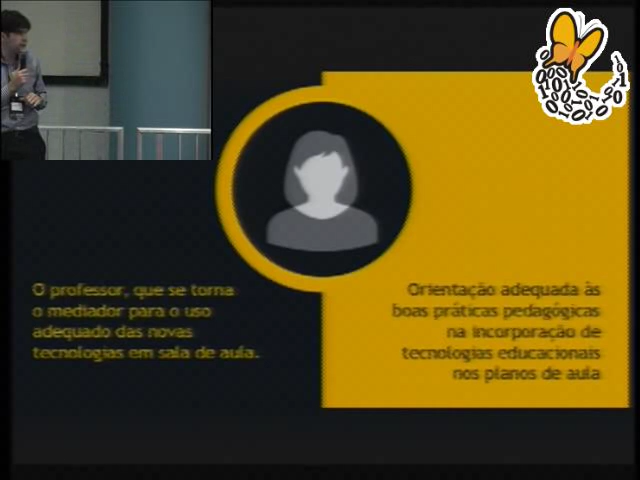 O professor, que se torna
o mediador para o uso
adequado das novas
tecnologias em sala de aula.
Orientação adequada às
boas práticas pedagógicas
na incorporação de
tecnologias educacionais
nos planos de aula